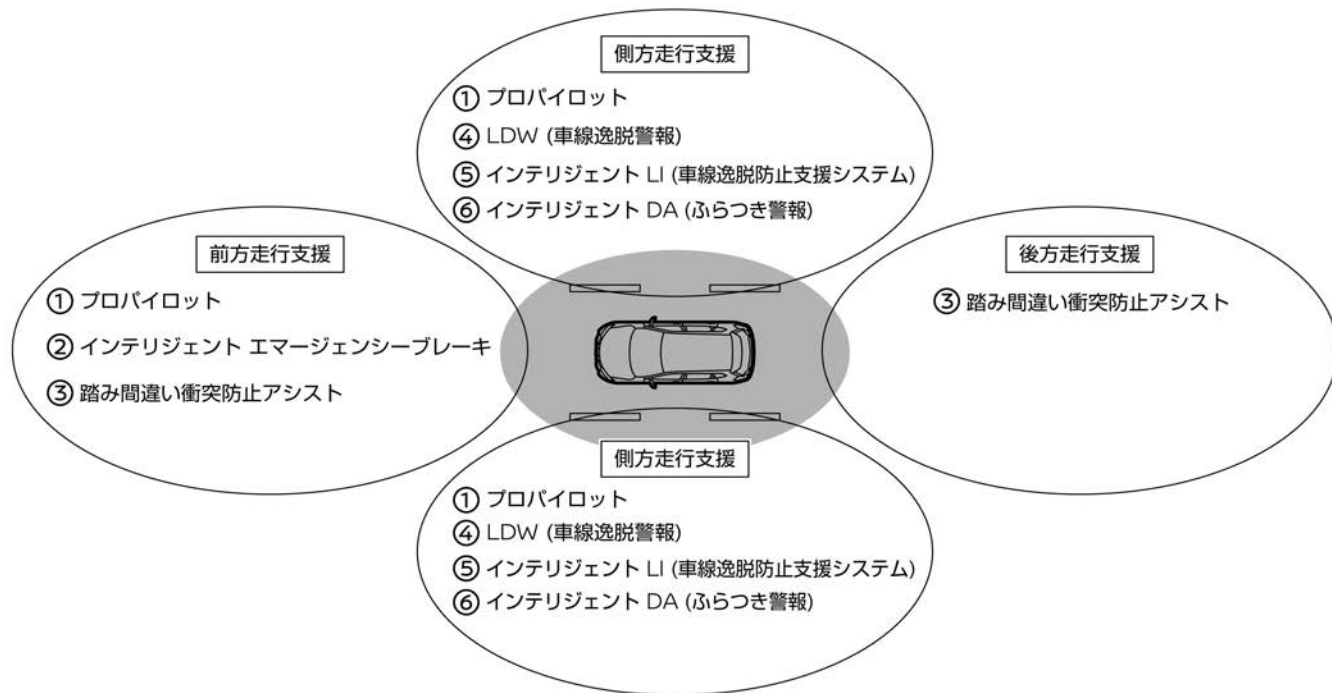 側方走行支援
① プロパイロット
④ LDW (車線逸脱警報)
⑤ インテリジェント LI (車線逸脱防止支援システム)
⑥ インテリジェント DA (ふらつき警報)
前方走行支援
① プロパイロット
② インテリジェント エマージェンシーブレーキ
③ 踏み間違い衝突防止アシスト
後方走行支援
③ 踏み間違い衝突防止アシスト
側方走行支援
① プロパイロット
④ LDW (車線逸脱警報)
⑤ インテリジェント LI (車線逸脱防止支援システム)
⑥ インテリジェント DA (ふらつき警報)